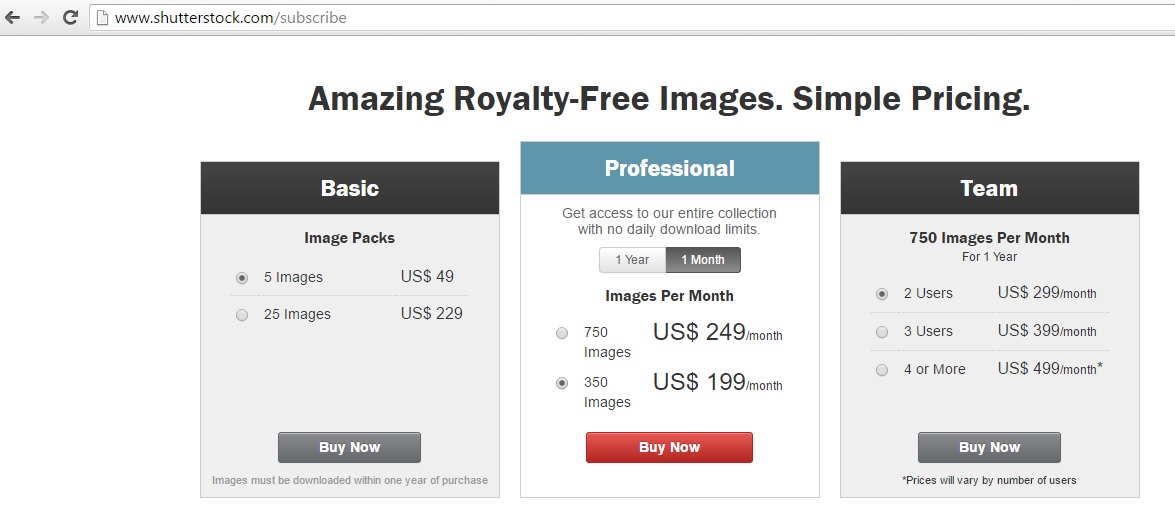 www.shutterstock.com/subscribe
Amazing Royalty-Free Images. Simple Pricing.
Basic
Image Packs
5 Images US$ 49
25 Images US$ 229
Buy Now
Images must be downloaded within one year of purchase
Professional
Get access to our entire collection
with no daily download limits.
1 Year 1 Month
Images Per Month
750 US$ 249/month
Images
350 US$ 199/month
Images
Buy Now
Team
750 Images Per Month
For 1 Year
2 Users US$ 299/month
3 Users US$ 399/month
4 or More US$ 499/month*
Buy Now
*Prices will vary by number of users